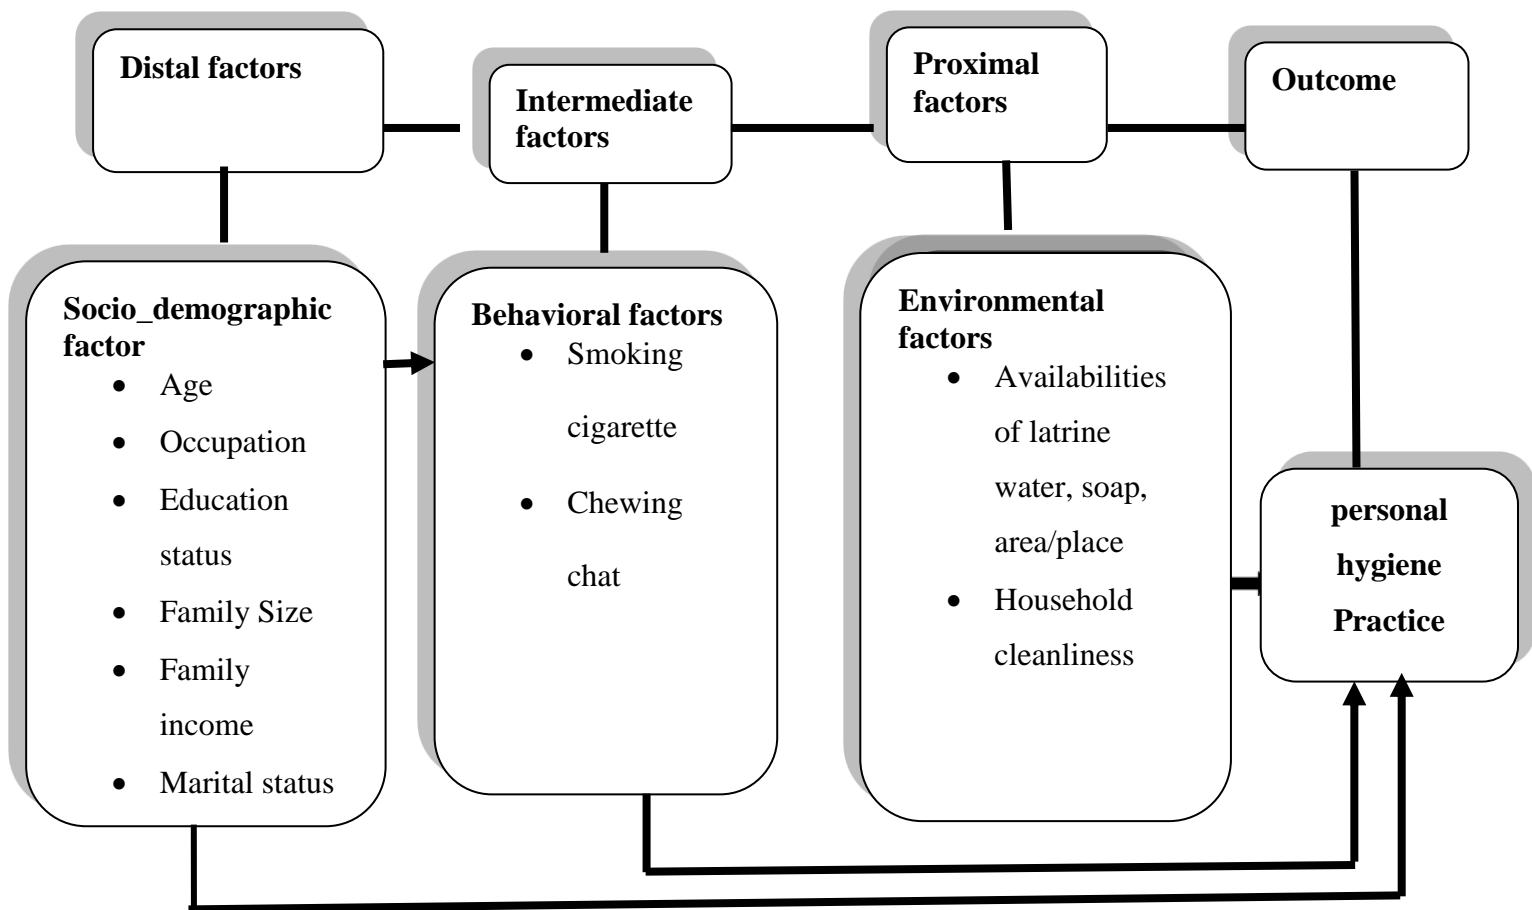 Distal factors
Intermediate
factors
Proximal
factors
Outcome
Socio_demographic
factor
• Age
• Occupation
• Education
status
• Family Size
• Family
income
• Marital status
Behavioral factors
• Smoking
cigarette
• Chewing
chat
Environmental
factors
• Availabilities
of latrine
water, soap,
area/place
• Household
cleanliness
personal
hygiene
Practice